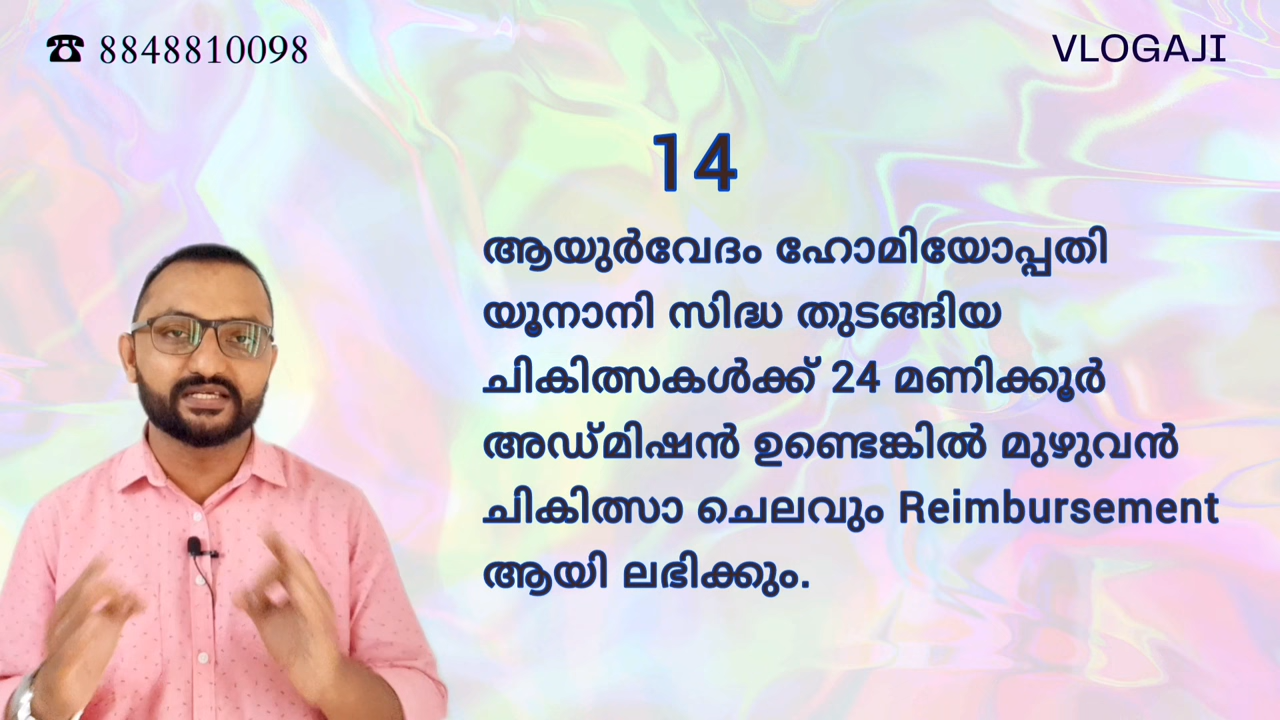 ☎ 8848810098
VLOGAJI
14
ആയുർവേദം ഹോമിയോപ്പതി
യൂനാനി സിദ്ധ തുടങ്ങിയ
ചികിത്സകൾക്ക് 24 മണിക്കൂർ
അഡ്മിഷൻ ഉണ്ടെങ്കിൽ മുഴുവൻ
ചികിത്സാ ചെലവും Reimbursement
ആയി ലഭിക്കും.